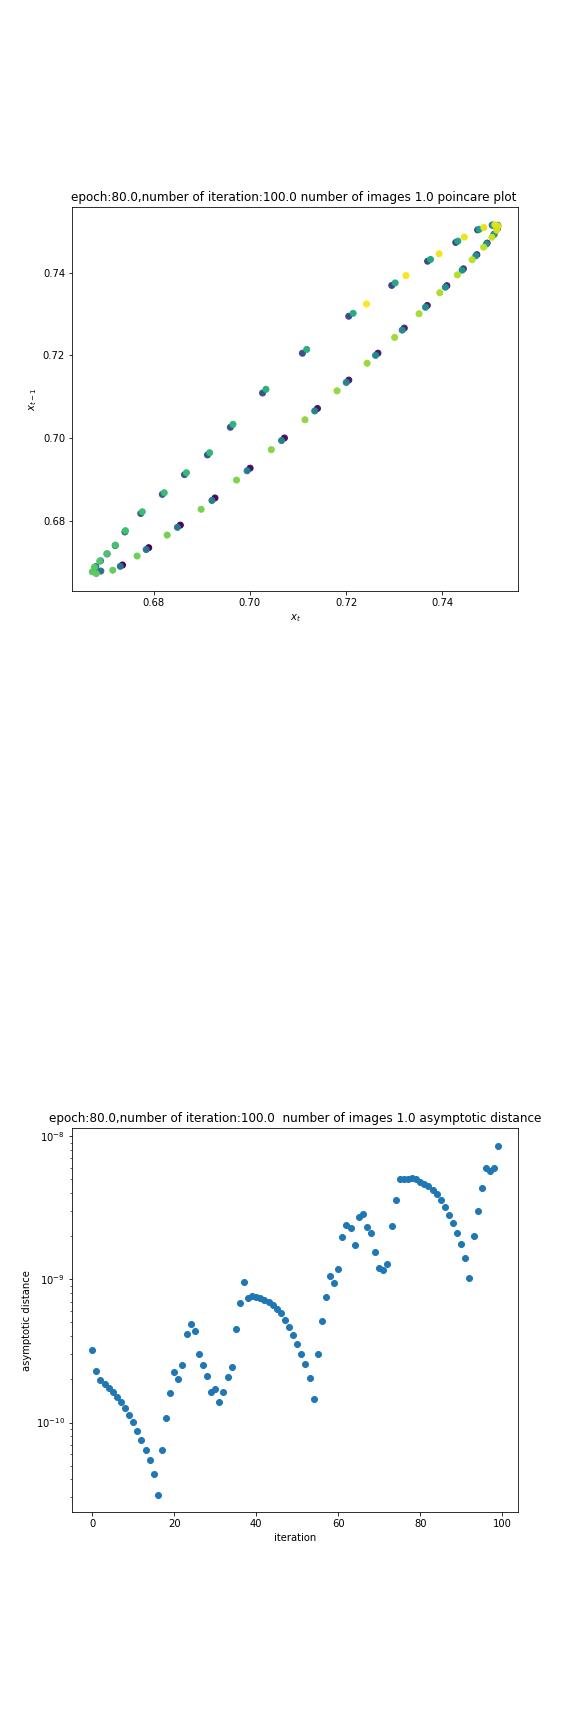 epoch:80.0,number of iteration:100.0 number of images 1.0 poincare plot
0.74
0.72
0.70
0.68
x_{t-1}
0.68 0.70 0.72 0.74
x_t
epoch:80.0,number of iteration:100.0  number of images 1.0 asymptotic distance
10^{-8}
10^{-9}
10^{-10}
asymptotic distance
0 20 40 60 80 100
iteration